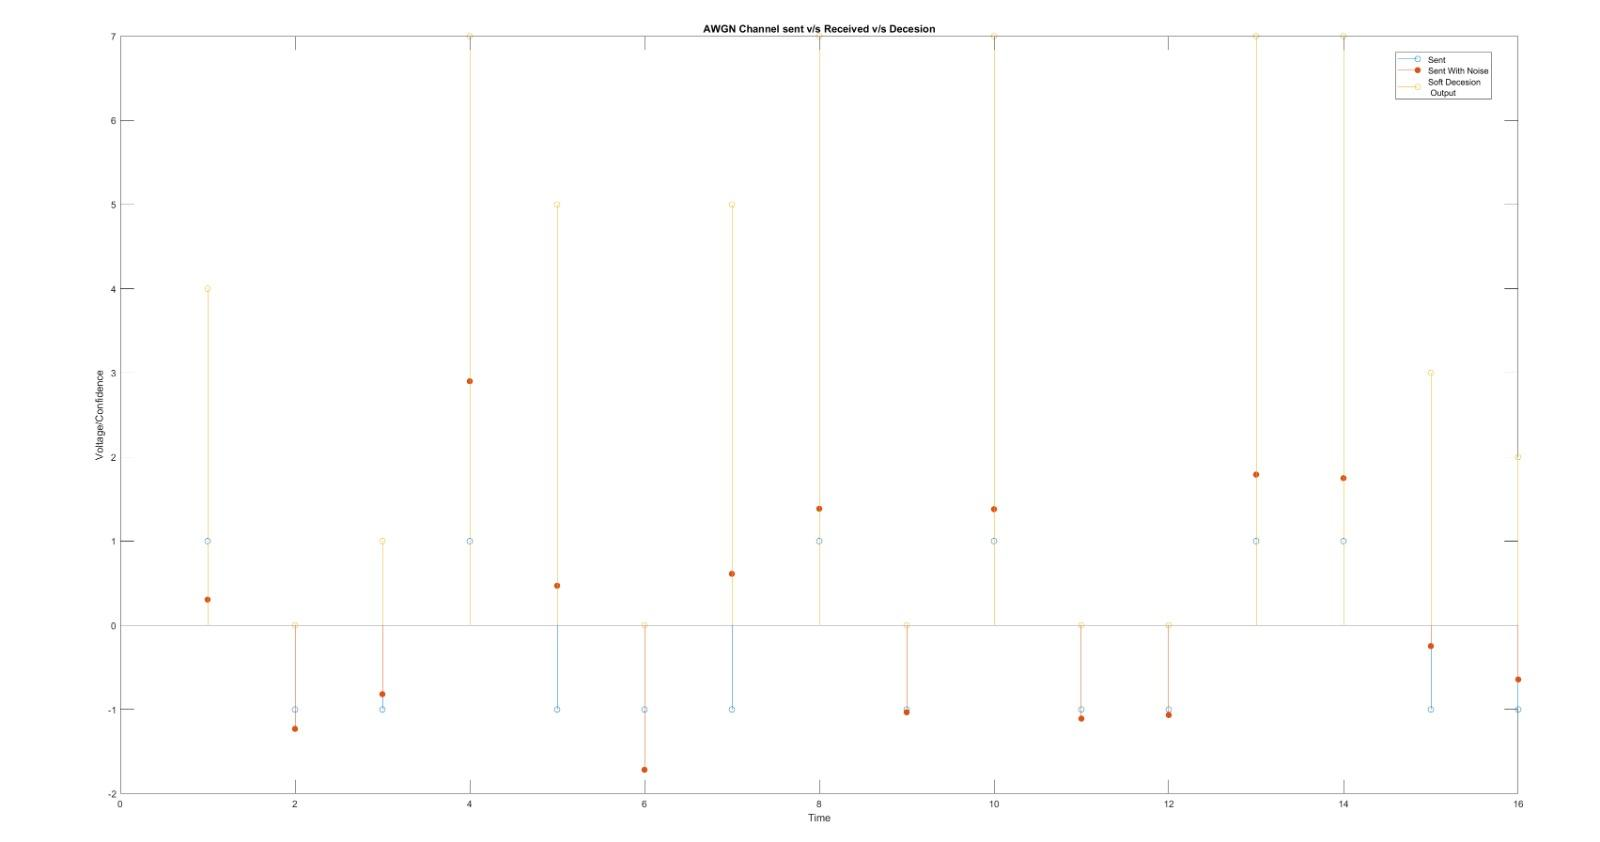 AWGN Channel sent v/s Received v/s Decesion
7
6
5
4
3
2
1
0
-1
-2
Voltage/Confidence
Sent
Sent With Noise
Soft Decesion
Output
0 2 4 6 8 10 12 14 16
Time